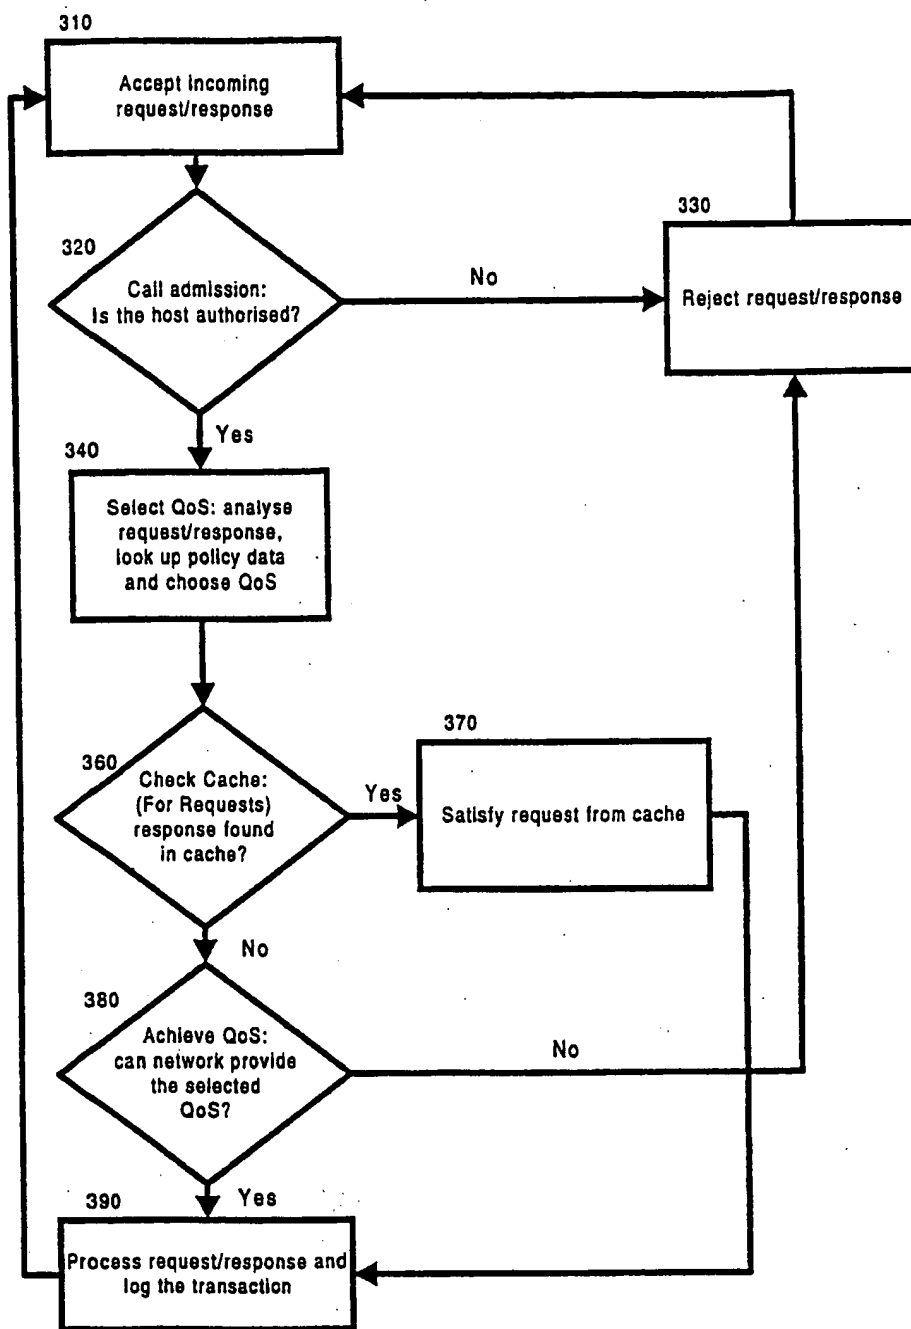 310
Accept incoming
request/response
320
Call admission:
Is the host authorised?
No
330
Reject request/response
Yes
340
Select QoS: analyse
request/response,
look up policy data
and choose QoS
360
Check Cache:
(For Requests)
response found
in cache?
Yes
370
Satisfy request from cache
No
380
Achieve QoS:
can network provide
the selected
QoS?
No
Yes
390
Process request/response and
log the transaction